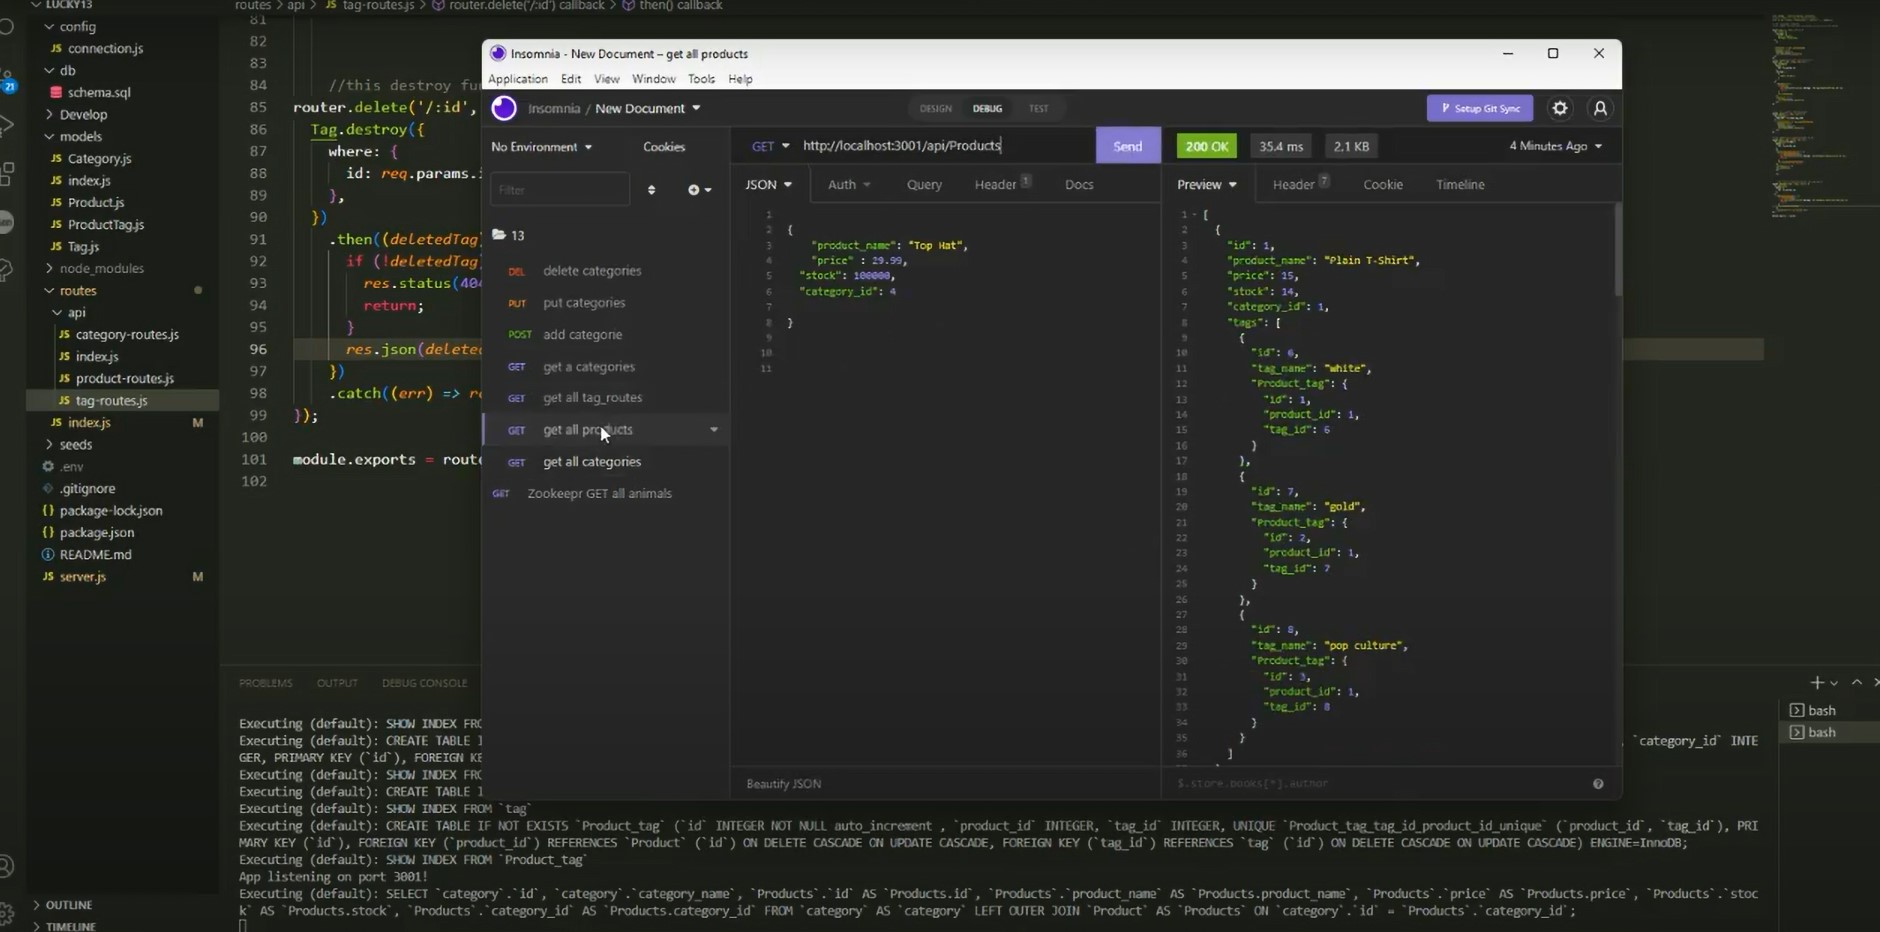 LUCKY13
config
JS connection.js
db
schema.sql
Develop
models
JS Category.js
JS index.js
JS Product.js
JS ProductTag.js
JS Tag.js
node_modules
routes
api
JS category-routes.js
JS index.js
JS product-routes.js
JS tag-routes.js
JS index.js M
seeds
.env
.gitignore
{} package-lock.json
{} package.json
README.md
JS server.js M
OUTLINE
TIMELINE
21
routes > api > JS tag-routes.js > router.delete('/:id') callback > then() callback
81
82
83
84 //this destroy fu
85 router.delete('/:id',
86 Tag.destroy({
87 where: {
88 id: req.params.
89 },
90 })
91 .then((deletedTag
92 if (!deletedTag
93 res.status(404
94 return;
95 }
96 res.json(deleted
97 })
98 .catch((err) => r
99 });
100
101 module.exports = route
102
Insomnia - New Document – get all products
Application Edit View Window Tools Help
Insomnia / New Document
DESIGN DEBUG TEST
Setup Git Sync
No Environment Cookies
Filter
13
DEL delete categories
PUT put categories
POST add categorie
GET get a categories
GET get all tag_routes
GET get all products
GET get all categories
GET Zookeepr GET all animals
GET http://localhost:3001/api/Products Send
JSON Auth Query Header 1 Docs
1
2 {
3 "product_name": "Top Hat",
4 "price" : 29.99,
5 "stock": 100000,
6 "category_id": 4
7
8 }
9
10
11
Beautify JSON
200 OK 35.4 ms 2.1 KB 4 Minutes Ago
Preview Header 7 Cookie Timeline
1 [
2 {
3 "id": 1,
4 "product_name": "Plain T-Shirt",
5 "price": 15,
6 "stock": 14,
7 "category_id": 1,
8 "tags": [
9 {
10 "id": 6,
11 "tag_name": "white",
12 "Product_tag": {
13 "id": 1,
14 "product_id": 1,
15 "tag_id": 6
16 }
17 },
18 {
19 "id": 7,
20 "tag_name": "gold",
21 "Product_tag": {
22 "id": 2,
23 "product_id": 1,
24 "tag_id": 7
25 }
26 },
27 {
28 "id": 8,
29 "tag_name": "pop culture",
30 "Product_tag": {
31 "id": 3,
32 "product_id": 1,
33 "tag_id": 8
34 }
35 }
36 ]
$.store.books[*].author
PROBLEMS OUTPUT DEBUG CONSOLE
bash
bash
Executing (default): SHOW INDEX FRO
Executing (default): CREATE TABLE I , `category_id` INTE
GER, PRIMARY KEY (`id`), FOREIGN KE
Executing (default): SHOW INDEX FRO
Executing (default): CREATE TABLE I
Executing (default): SHOW INDEX FROM `tag`
Executing (default): CREATE TABLE IF NOT EXISTS `Product_tag` (`id` INTEGER NOT NULL auto_increment , `product_id` INTEGER, `tag_id` INTEGER, UNIQUE `Product_tag_tag_id_product_id_unique` (`product_id`, `tag_id`), PRI
MARY KEY (`id`), FOREIGN KEY (`product_id`) REFERENCES `Product` (`id`) ON DELETE CASCADE ON UPDATE CASCADE, FOREIGN KEY (`tag_id`) REFERENCES `tag` (`id`) ON DELETE CASCADE ON UPDATE CASCADE) ENGINE=InnoDB;
Executing (default): SHOW INDEX FROM `Product_tag`
App listening on port 3001!
Executing (default): SELECT `category`.`id`, `category`.`category_name`, `Products`.`id` AS `Products.id`, `Products`.`product_name` AS `Products.product_name`, `Products`.`price` AS `Products.price`, `Products`.`stoc
k` AS `Products.stock`, `Products`.`category_id` AS `Products.category_id` FROM `category` AS `category` LEFT OUTER JOIN `Product` AS `Products` ON `category`.`id` = `Products`.`category_id`;